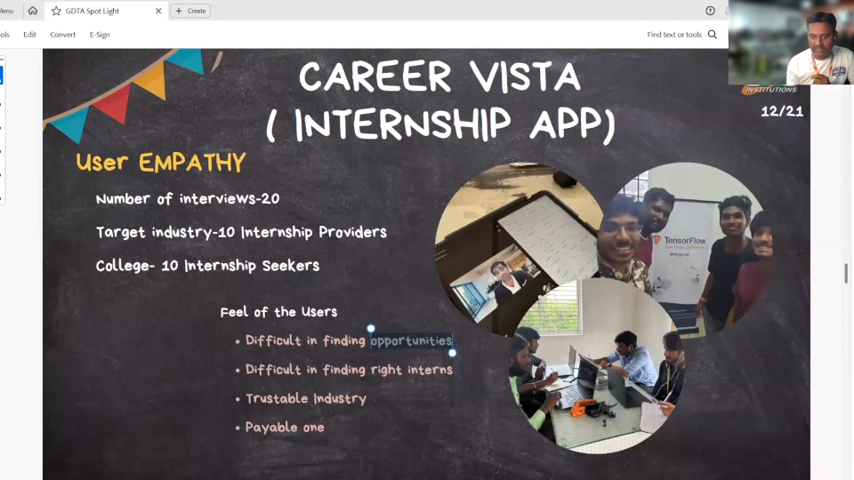 Menu
GDTA Spot Light
Create
Edit
Convert
E-Sign
Find text or tools
CAREER VISTA
( INTERNSHIP APP)
INSTITUTIONS
12/21
User EMPATHY
Number of interviews-20
Target industry-10 Internship Providers
College- 10 Internship Seekers
TensorFlow
Feel of the Users
• Difficult in finding opportunities
• Difficult in finding right interns
• Trustable Industry
• Payable one